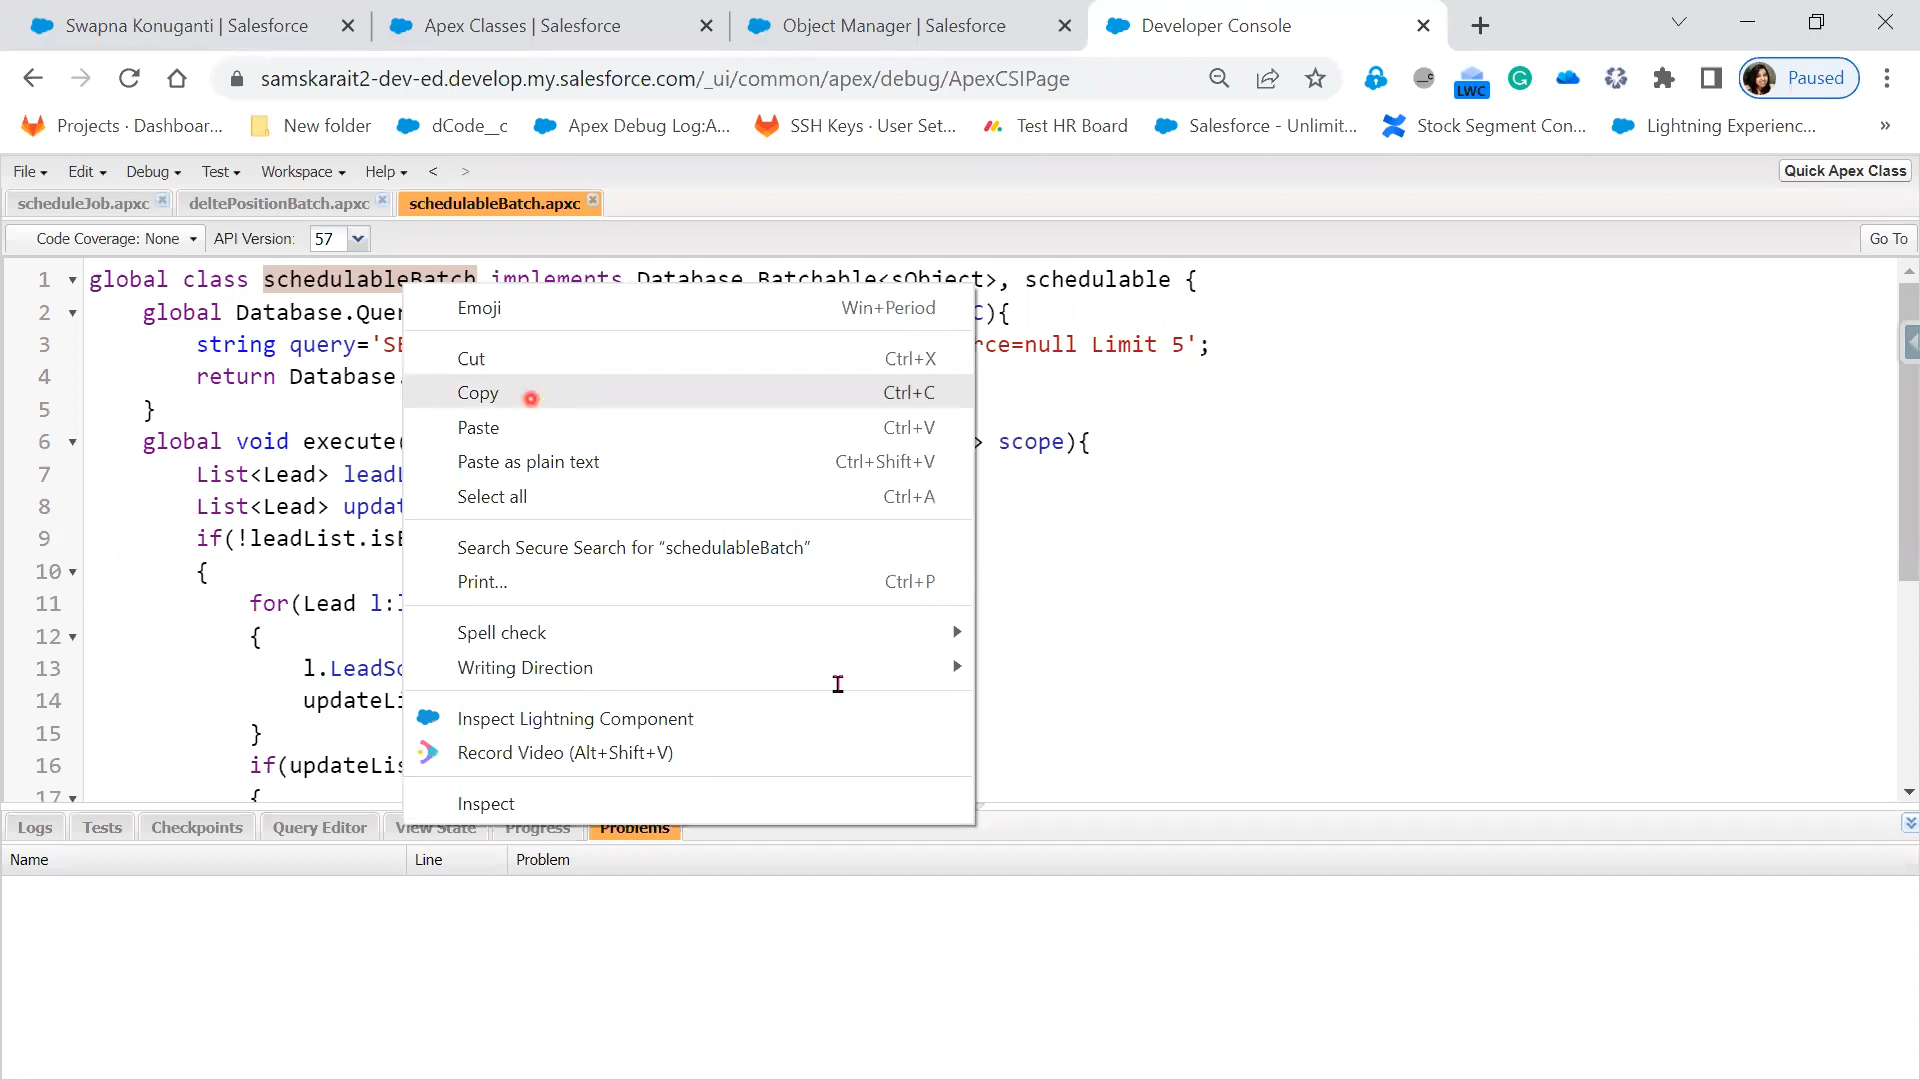 Swapna Konuganti | Salesforce
Apex Classes | Salesforce
Object Manager | Salesforce
Developer Console
samskarait2-dev-ed.develop.my.salesforce.com/_ui/common/apex/debug/ApexCSIPage
LWC
Paused
Projects · Dashboar...
New folder
dCode__c
Apex Debug Log:A...
SSH Keys · User Set...
Test HR Board
Salesforce - Unlimit...
Stock Segment Con...
Lightning Experienc...
»
File
Edit
Debug
Test
Workspace
Help
<
>
Quick Apex Class
scheduleJob.apxc
deltePositionBatch.apxc
schedulableBatch.apxc
Code Coverage: None
API Version:
57
Go To
1 global class schedulableBatch implements Database.Batchable<sObject>, schedulable {
2 global Database.Quer C){
3 string query='SE rce=null Limit 5';
4 return Database.
5 }
6 global void execute( > scope){
7 List<Lead> leadL
8 List<Lead> updat
9 if(!leadList.isE
10 {
11 for(Lead l:l
12 {
13 l.LeadSo
14 updateLi
15 }
16 if(updateLis
17 {
Emoji Win+Period
Cut Ctrl+X
Copy Ctrl+C
Paste Ctrl+V
Paste as plain text Ctrl+Shift+V
Select all Ctrl+A
Search Secure Search for “schedulableBatch”
Print... Ctrl+P
Spell check
Writing Direction
Inspect Lightning Component
Record Video (Alt+Shift+V)
Inspect
Logs
Tests
Checkpoints
Query Editor
View State
Progress
Problems
Name
Line
Problem